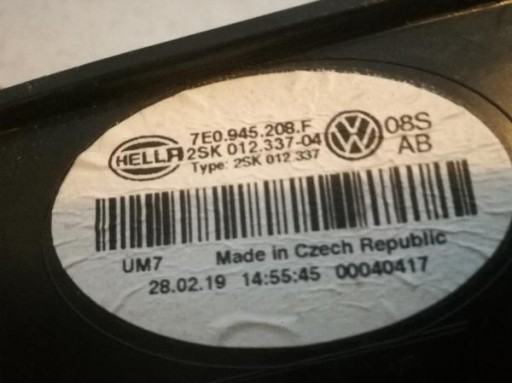 7E0.945.208.F
HELLA 2SK 012.337-04 VW 08S
Type: 2SK 012 337 AB
UM7 Made in Czech Republic
28.02.19 14:55:45 00040417